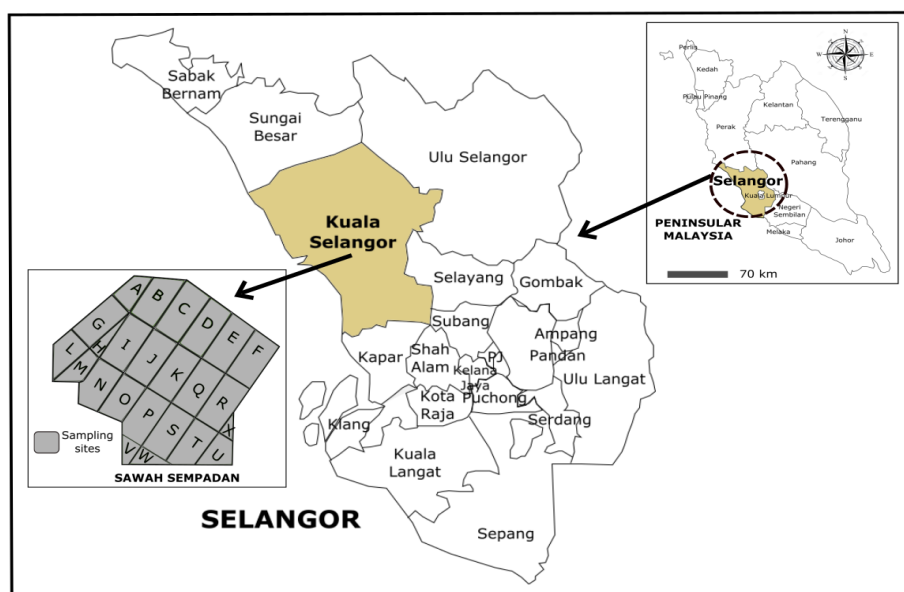 Sabak
Bernam
Sungai
Besar
Ulu Selangor
Kuala
Selangor
Selayang
Gombak
Subang
Ampang
Pandan
Kapar
Shah
Alam
PJ
Kelana
Jaya
Puchong
Ulu Langat
Klang
Kota
Raja
Serdang
Kuala
Langat
Sepang
SELANGOR
N
W
E
S
Perlis
Kedah
Pulau Pinang
Kelantan
Terengganu
Perak
Pahang
Selangor
Kuala Lumpur
Negeri
Sembilan
Melaka
Johor
PENINSULAR
MALAYSIA
70 km
A
B
C
D
E
F
G
H
I
J
K
L
M
N
O
P
Q
R
S
T
U
V
W
X
Sampling
sites
SAWAH SEMPADAN